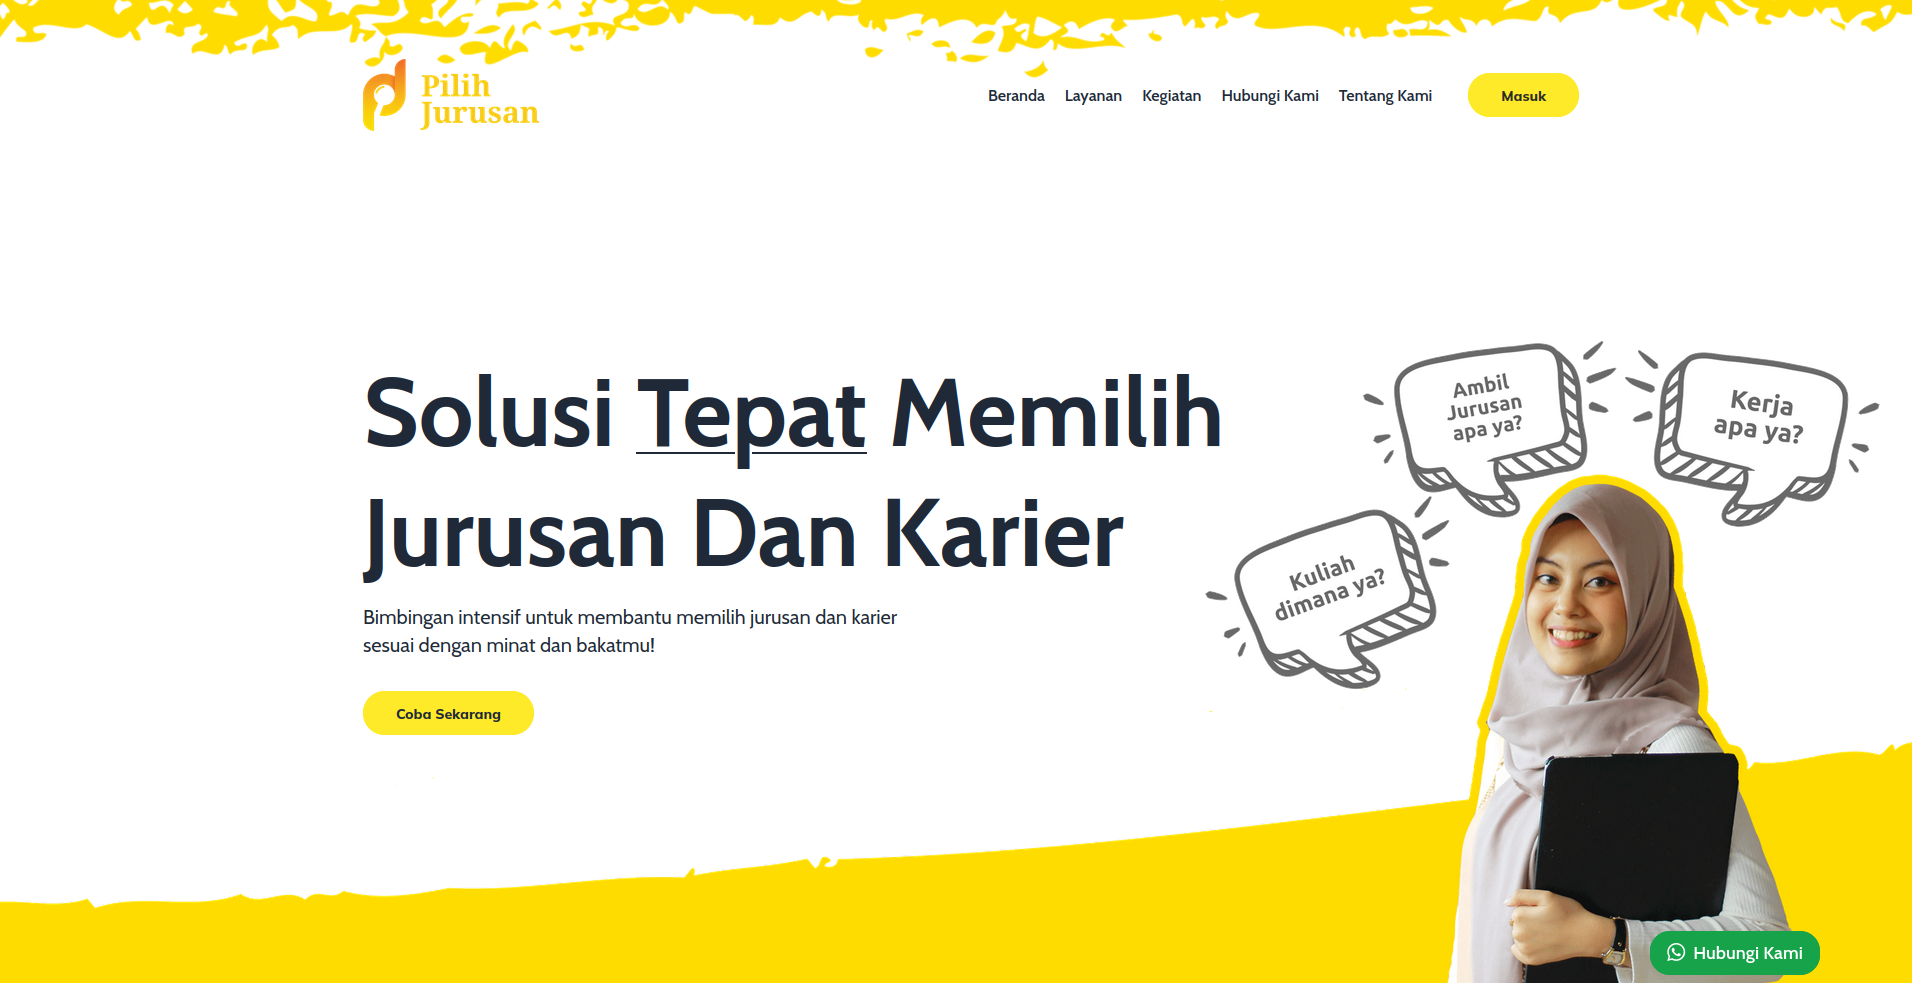 Pilih
Jurusan
Beranda
Layanan
Kegiatan
Hubungi Kami
Tentang Kami
Masuk
Solusi Tepat Memilih
Jurusan Dan Karier
Bimbingan intensif untuk membantu memilih jurusan dan karier
sesuai dengan minat dan bakatmu!
Coba Sekarang
Ambil
Jurusan
apa ya?
Kerja
apa ya?
Kuliah
dimana ya?
Hubungi Kami